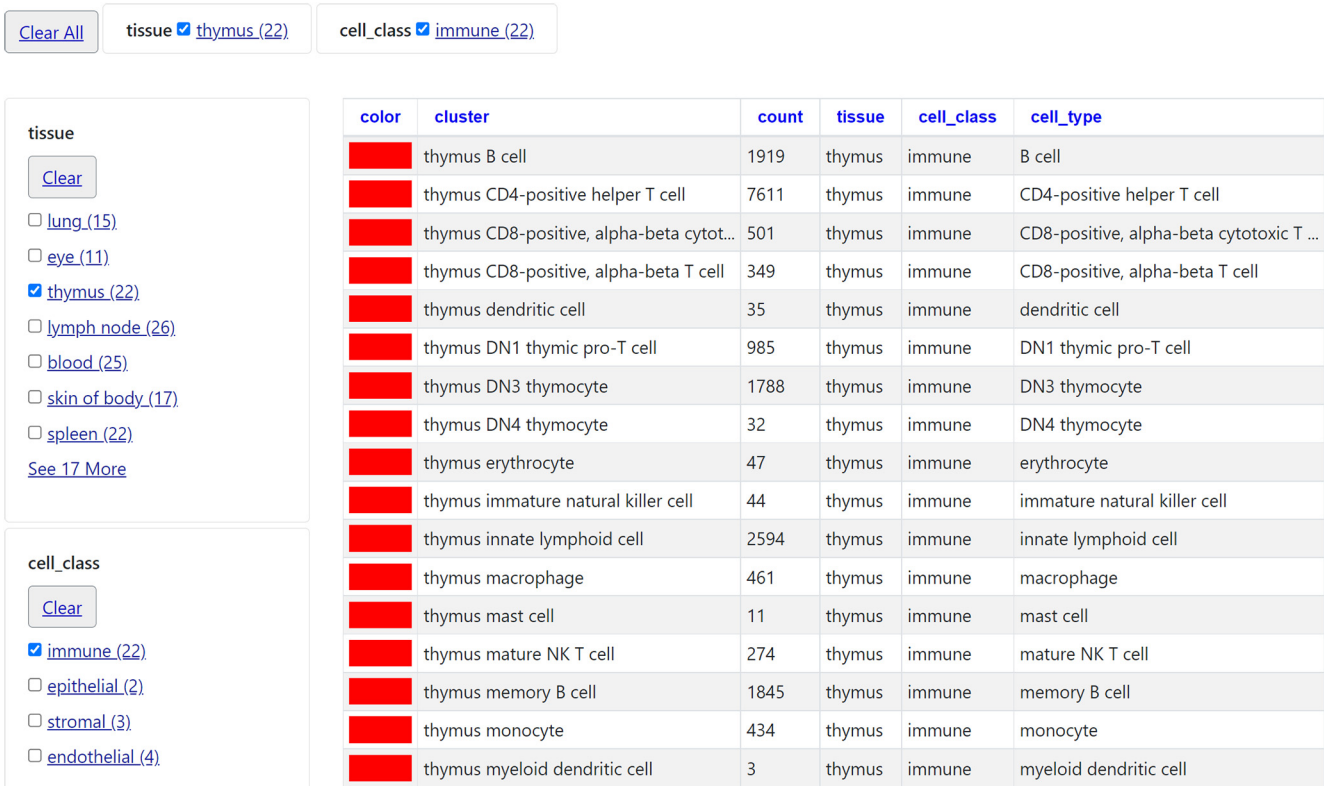 Clear All tissue thymus (22) cell_class immune (22)
tissue
Clear
lung (15)
eye (11)
thymus (22)
lymph node (26)
blood (25)
skin of body (17)
spleen (22)
See 17 More
cell_class
Clear
immune (22)
epithelial (2)
stromal (3)
endothelial (4)
color cluster count tissue cell_class cell_type
thymus B cell 1919 thymus immune B cell
thymus CD4-positive helper T cell 7611 thymus immune CD4-positive helper T cell
thymus CD8-positive, alpha-beta cytot... 501 thymus immune CD8-positive, alpha-beta cytotoxic T ...
thymus CD8-positive, alpha-beta T cell 349 thymus immune CD8-positive, alpha-beta T cell
thymus dendritic cell 35 thymus immune dendritic cell
thymus DN1 thymic pro-T cell 985 thymus immune DN1 thymic pro-T cell
thymus DN3 thymocyte 1788 thymus immune DN3 thymocyte
thymus DN4 thymocyte 32 thymus immune DN4 thymocyte
thymus erythrocyte 47 thymus immune erythrocyte
thymus immature natural killer cell 44 thymus immune immature natural killer cell
thymus innate lymphoid cell 2594 thymus immune innate lymphoid cell
thymus macrophage 461 thymus immune macrophage
thymus mast cell 11 thymus immune mast cell
thymus mature NK T cell 274 thymus immune mature NK T cell
thymus memory B cell 1845 thymus immune memory B cell
thymus monocyte 434 thymus immune monocyte
thymus myeloid dendritic cell 3 thymus immune myeloid dendritic cell